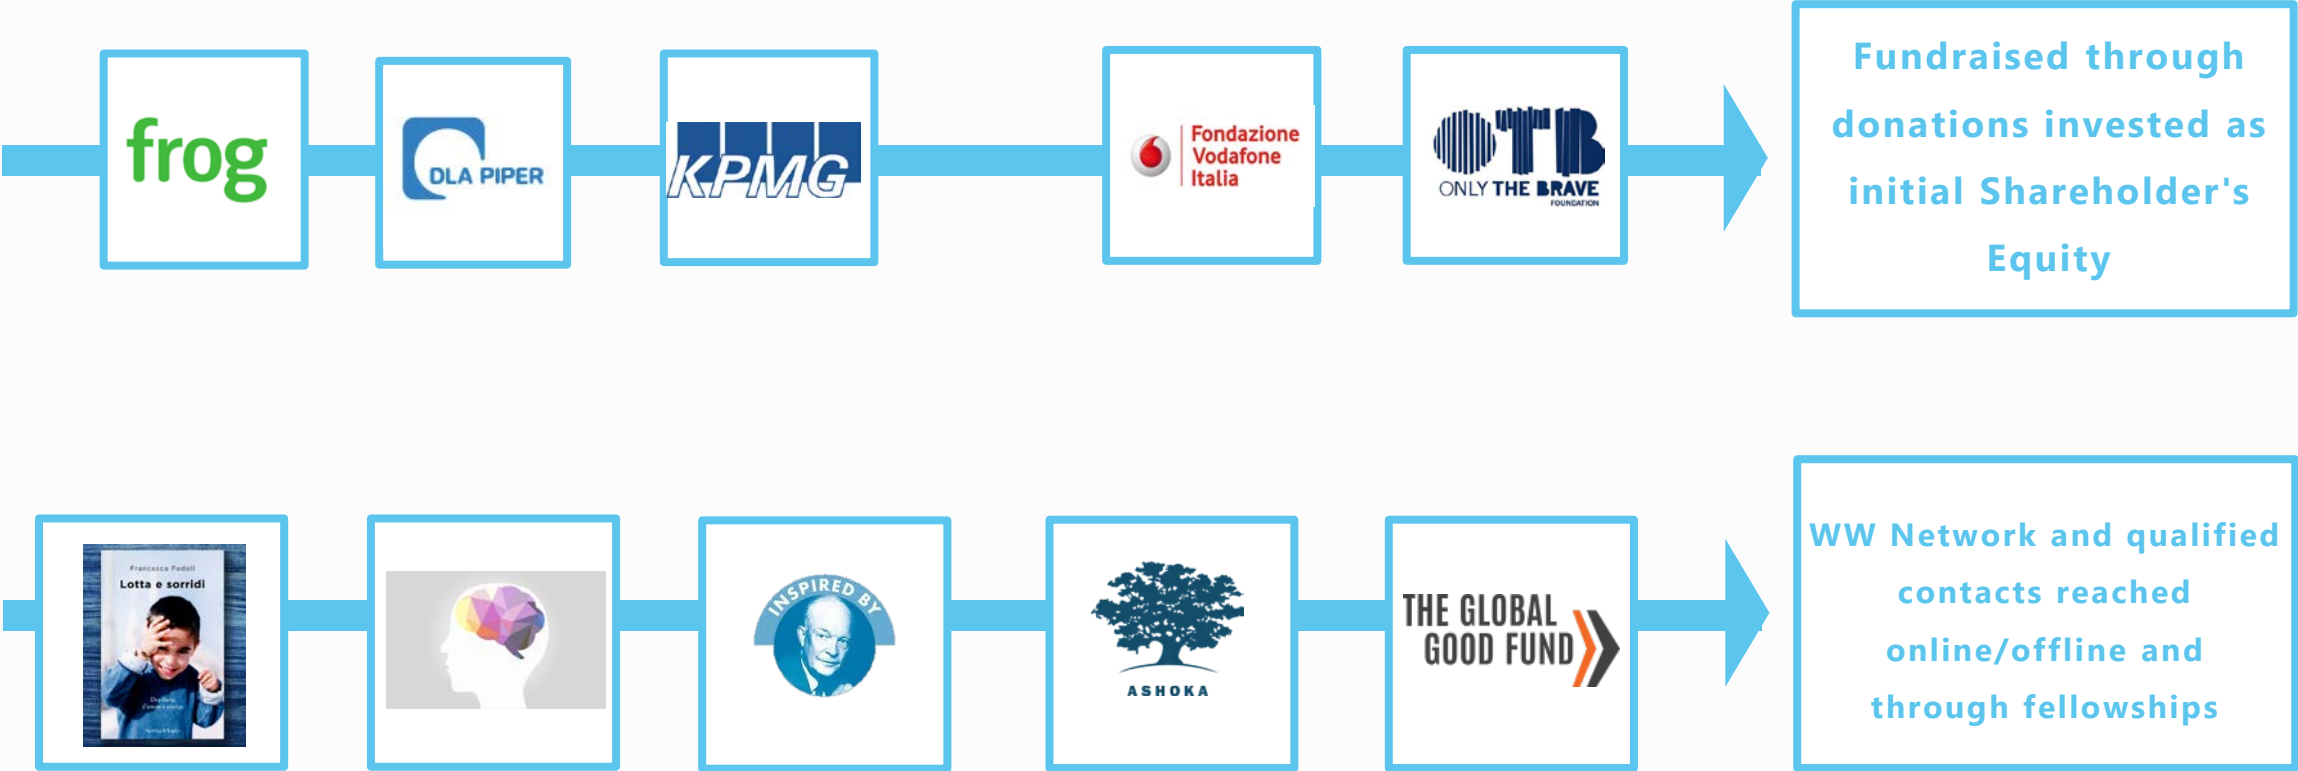 frog
DLA PIPER
KPMG
Fondazione
Vodafone
Italia
OTB
ONLY THE BRAVE
FOUNDATION
Fundraised through
donations invested as
initial Shareholder's
Equity
Francesca Fedeli
Lotta e sorridi
INSPIRED BY
ASHOKA
THE GLOBAL
GOOD FUND
WW Network and qualified
contacts reached
online/offline and
through fellowships